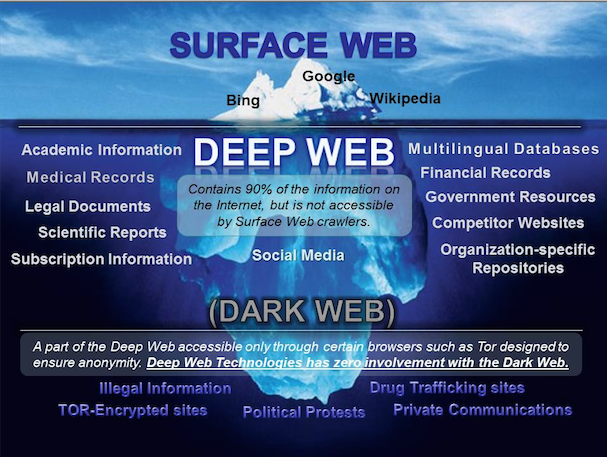 SURFACE WEB
Google
Bing
Wikipedia
Academic Information
DEEP WEB
Multilingual Databases
Medical Records
Financial Records
Contains 90% of the information on
the Internet, but is not accessible
by Surface Web crawlers.
Legal Documents
Government Resources
Scientific Reports
Competitor Websites
Subscription Information
Social Media
Organization-specific
Repositories
(DARK WEB)
A part of the Deep Web accessible only through certain browsers such as Tor designed to
ensure anonymity. Deep Web Technologies has zero involvement with the Dark Web.
Illegal Information
Drug Trafficking sites
TOR-Encrypted sites
Political Protests
Private Communications